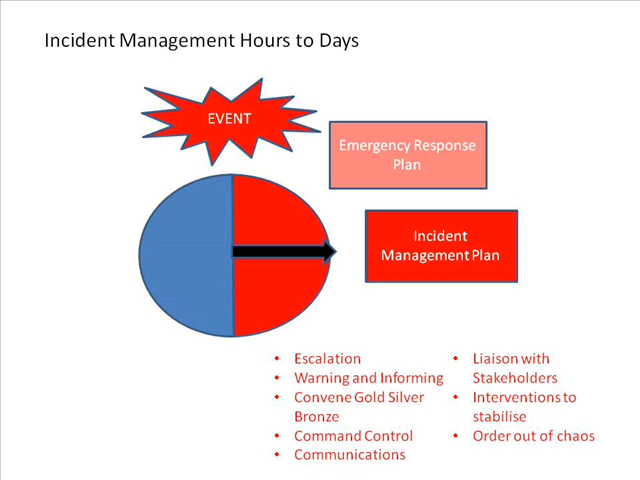 Incident Management Hours to Days
EVENT
Emergency Response
Plan
Incident
Management Plan
• Escalation
• Warning and Informing
• Convene Gold Silver
Bronze
• Command Control
• Communications
• Liaison with
Stakeholders
• Interventions to
stabilise
• Order out of chaos